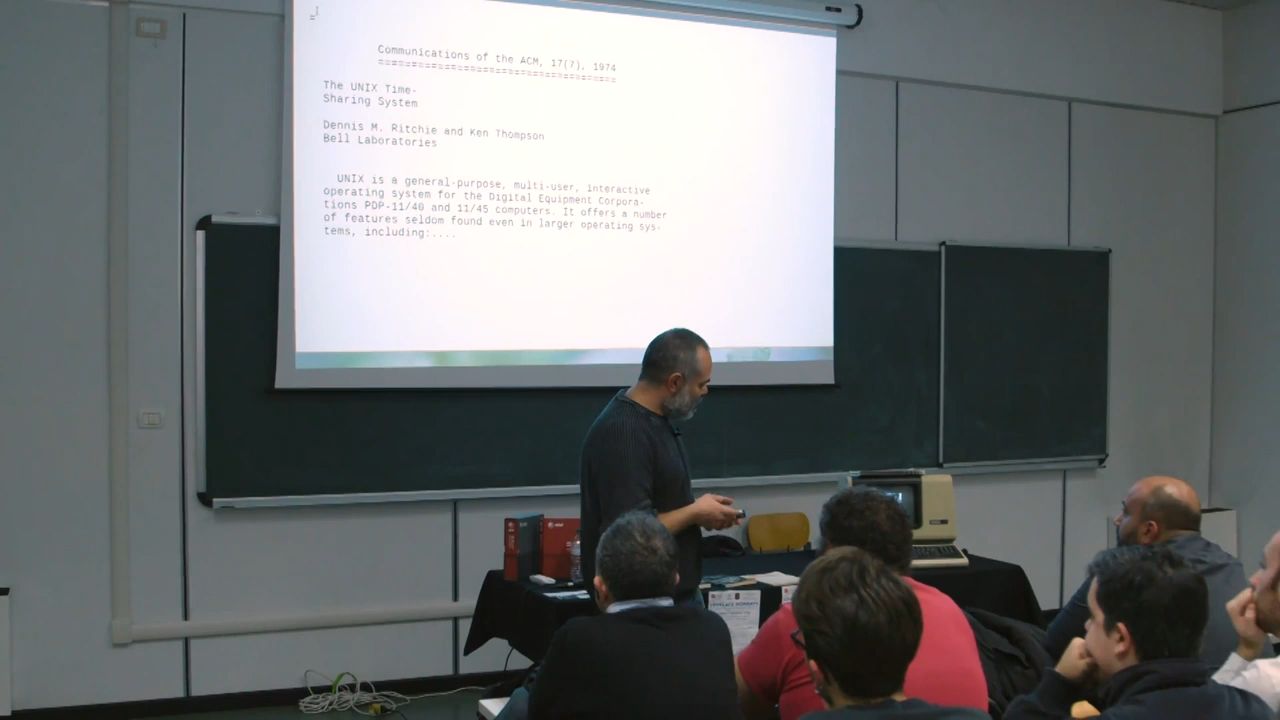 Communications of the ACM, 17(7), 1974
======================================
The UNIX Time-
Sharing System
Dennis M. Ritchie and Ken Thompson
Bell Laboratories
UNIX is a general-purpose, multi-user, interactive
operating system for the Digital Equipment Corpora-
tions PDP-11/40 and 11/45 computers. It offers a number
of features seldom found even in larger operating sys-
tems, including:....